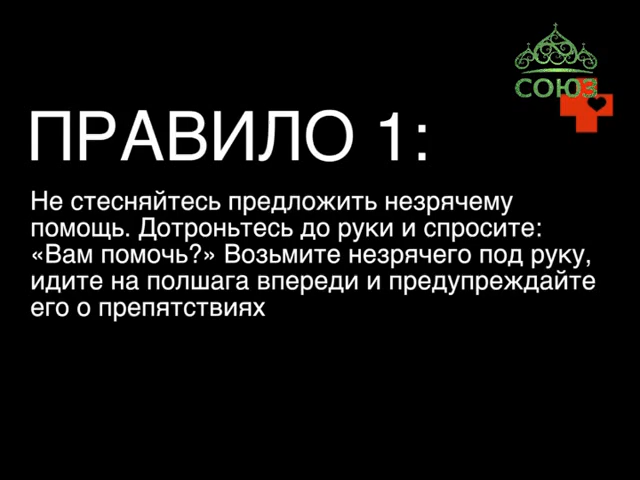 СОЮЗ
ПРАВИЛО 1:
Не стесняйтесь предложить незрячему
помощь. Дотроньтесь до руки и спросите:
«Вам помочь?» Возьмите незрячего под руку,
идите на полшага впереди и предупреждайте
его о препятствиях